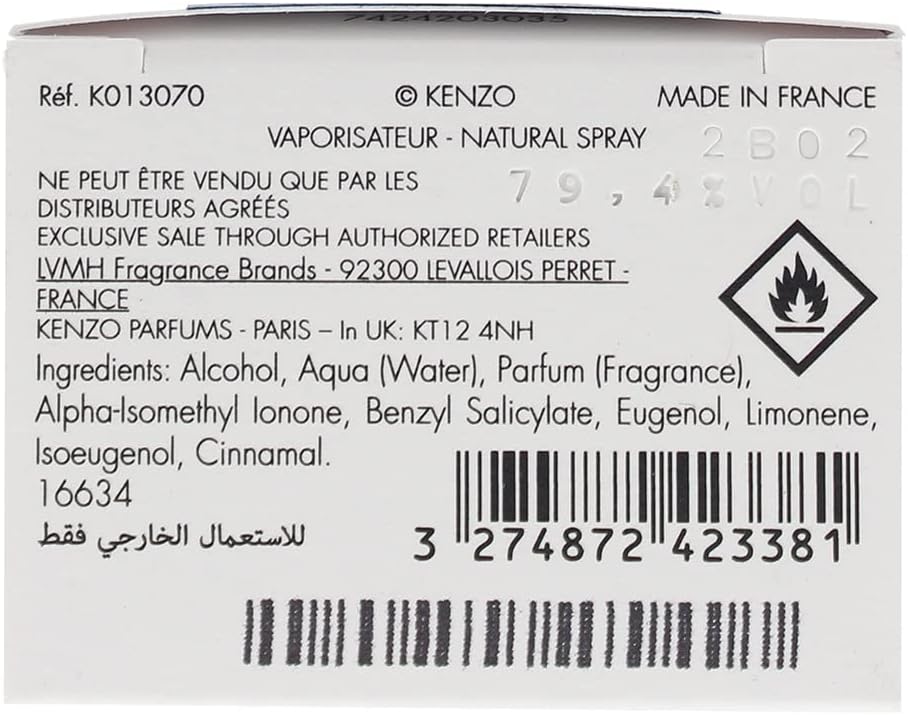 7424203035
Réf. K013070 © KENZO MADE IN FRANCE
VAPORISATEUR - NATURAL SPRAY
2B02
NE PEUT ÊTRE VENDU QUE PAR LES
79,4%VOL
DISTRIBUTEURS AGRÉÉS
EXCLUSIVE SALE THROUGH AUTHORIZED RETAILERS
LVMH Fragrance Brands - 92300 LEVALLOIS PERRET -
FRANCE
KENZO PARFUMS - PARIS – In UK: KT12 4NH
Ingredients: Alcohol, Aqua (Water), Parfum (Fragrance),
Alpha-Isomethyl Ionone, Benzyl Salicylate, Eugenol, Limonene,
Isoeugenol, Cinnamal.
16634
للاستعمال الخارجي فقط
3 274872 423381